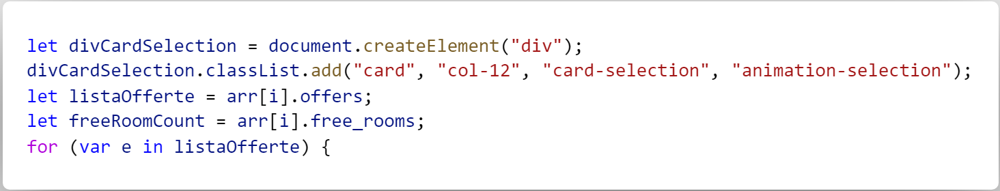 let divCardSelection = document.createElement("div");
divCardSelection.classList.add("card", "col-12", "card-selection", "animation-selection");
let listaOfferte = arr[i].offers;
let freeRoomCount = arr[i].free_rooms;
for (var e in listaOfferte) {